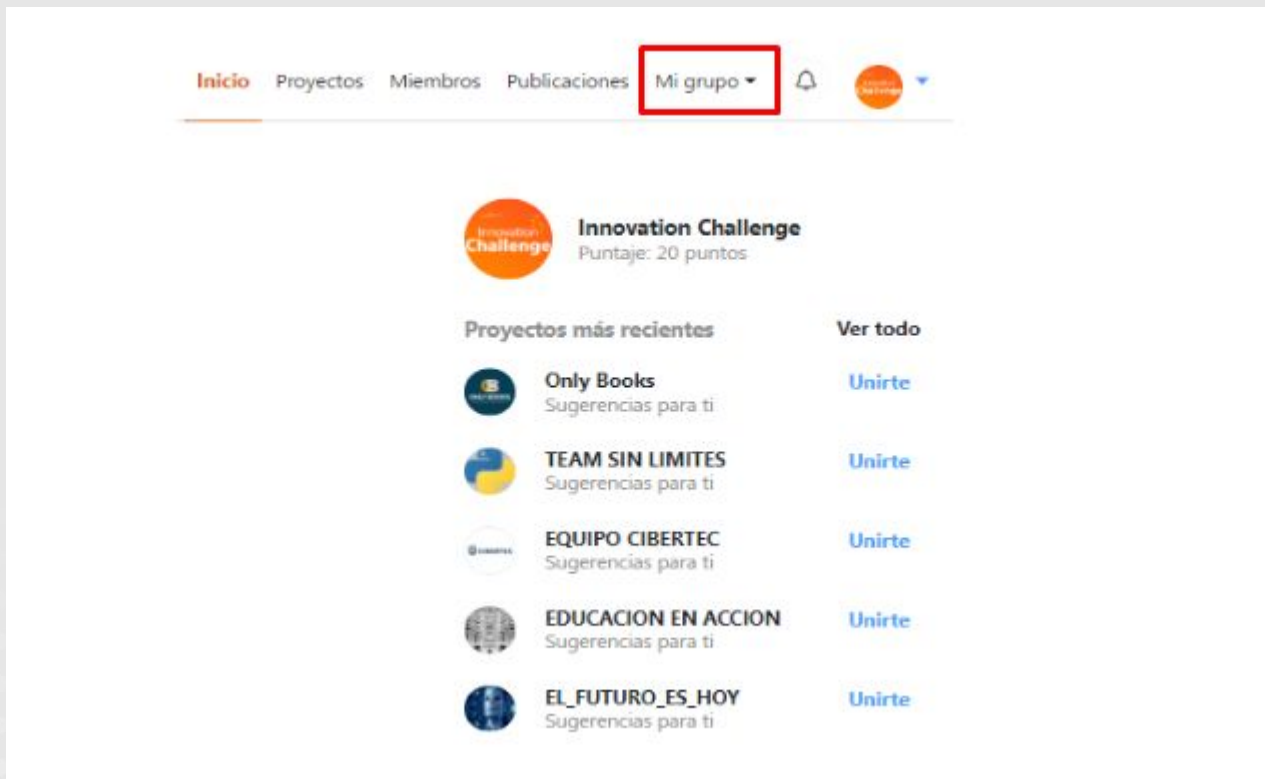 Inicio Proyectos Miembros Publicaciones Mi grupo
Innovation
Challenge
Innovation Challenge
Puntaje: 20 puntos
Proyectos más recientes Ver todo
Only Books Unirte
Sugerencias para ti
TEAM SIN LIMITES Unirte
Sugerencias para ti
EQUIPO CIBERTEC Unirte
Sugerencias para ti
EDUCACION EN ACCION Unirte
Sugerencias para ti
EL_FUTURO_ES_HOY Unirte
Sugerencias para ti